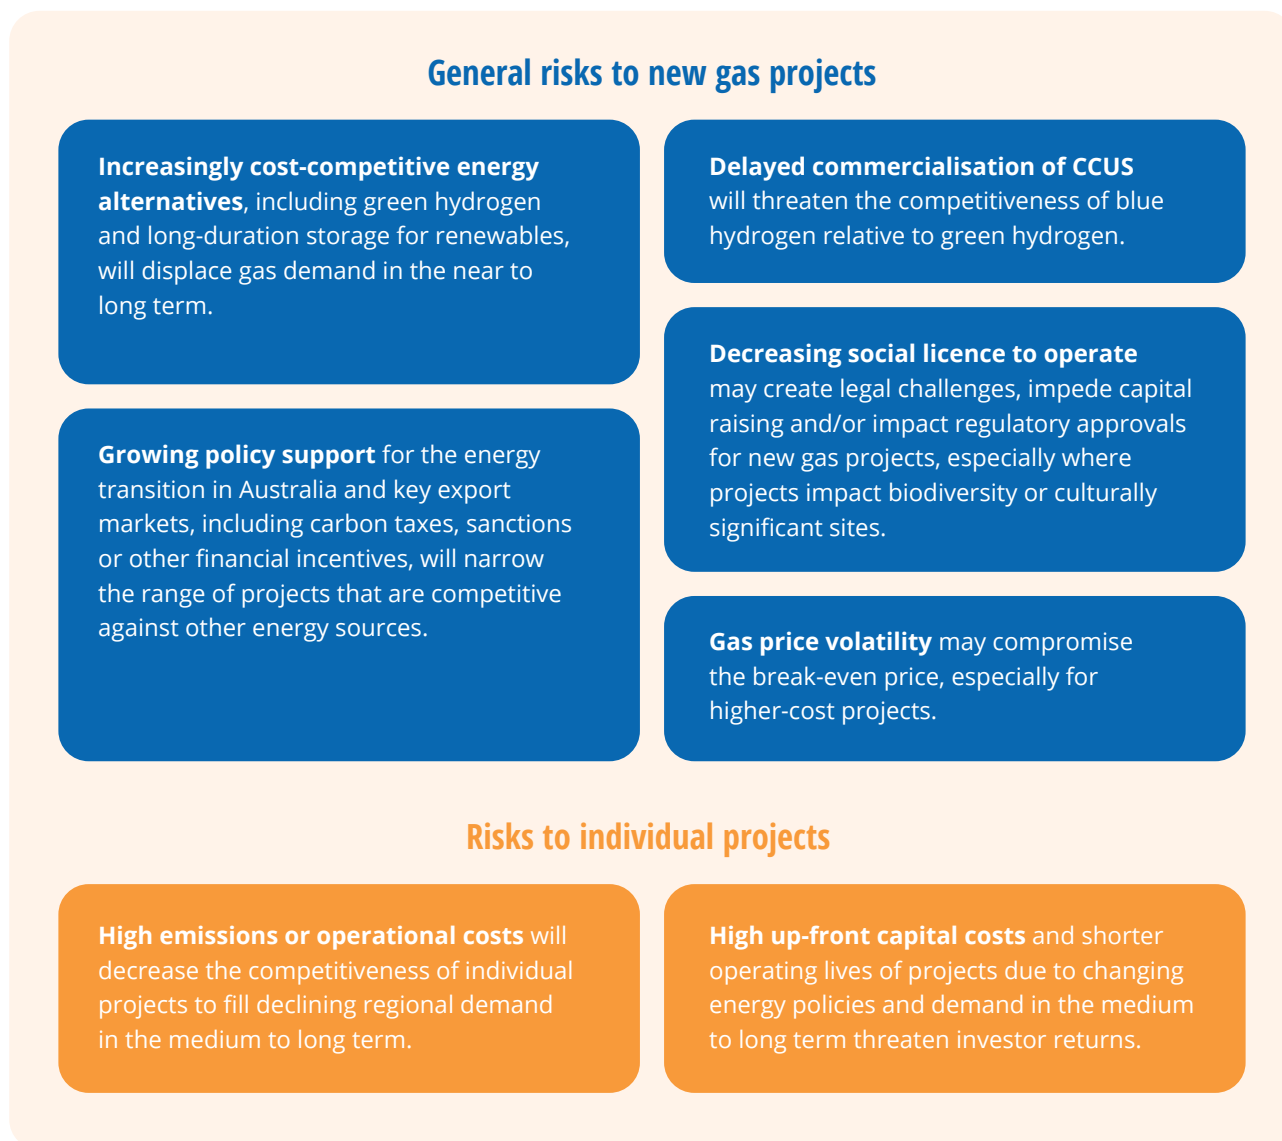 General risks to new gas projects
Increasingly cost-competitive energy
alternatives, including green hydrogen
and long-duration storage for renewables,
will displace gas demand in the near to
long term.
Growing policy support for the energy
transition in Australia and key export
markets, including carbon taxes, sanctions
or other financial incentives, will narrow
the range of projects that are competitive
against other energy sources.
Delayed commercialisation of CCUS
will threaten the competitiveness of blue
hydrogen relative to green hydrogen.
Decreasing social licence to operate
may create legal challenges, impede capital
raising and/or impact regulatory approvals
for new gas projects, especially where
projects impact biodiversity or culturally
significant sites.
Gas price volatility may compromise
the break-even price, especially for
higher-cost projects.
Risks to individual projects
High emissions or operational costs will
decrease the competitiveness of individual
projects to fill declining regional demand
in the medium to long term.
High up-front capital costs and shorter
operating lives of projects due to changing
energy policies and demand in the medium
to long term threaten investor returns.